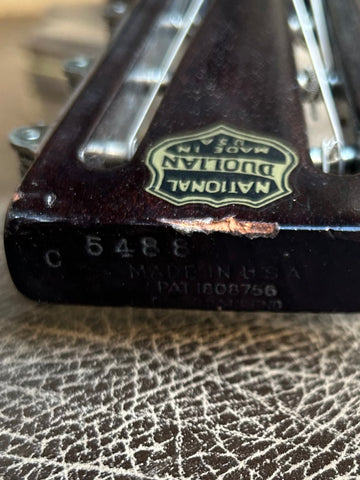 NATIONAL
DUOLIAN
MADE IN
U.S.A.
C 5488
MADE IN U.S.A
PAT 1808756